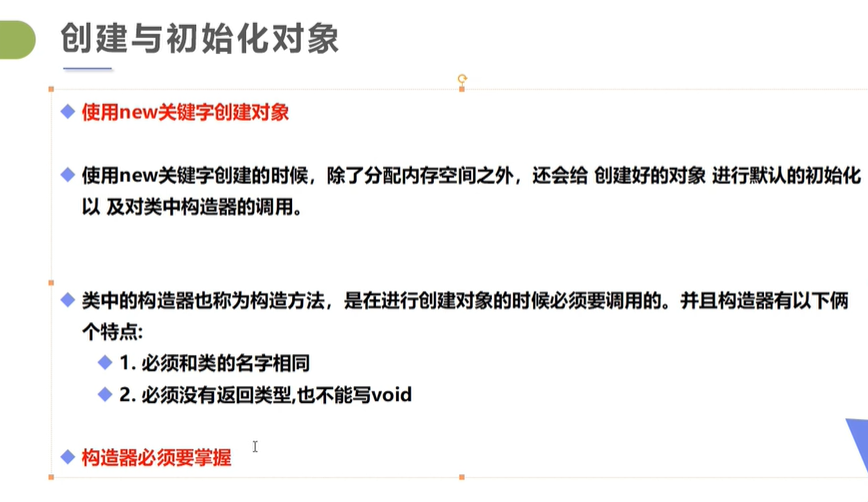 创建与初始化对象
使用new关键字创建对象
使用new关键字创建的时候，除了分配内存空间之外，还会给 创建好的对象 进行默认的初始化
以 及对类中构造器的调用。
类中的构造器也称为构造方法，是在进行创建对象的时候必须要调用的。并且构造器有以下俩
个特点:
1. 必须和类的名字相同
2. 必须没有返回类型,也不能写void
构造器必须要掌握